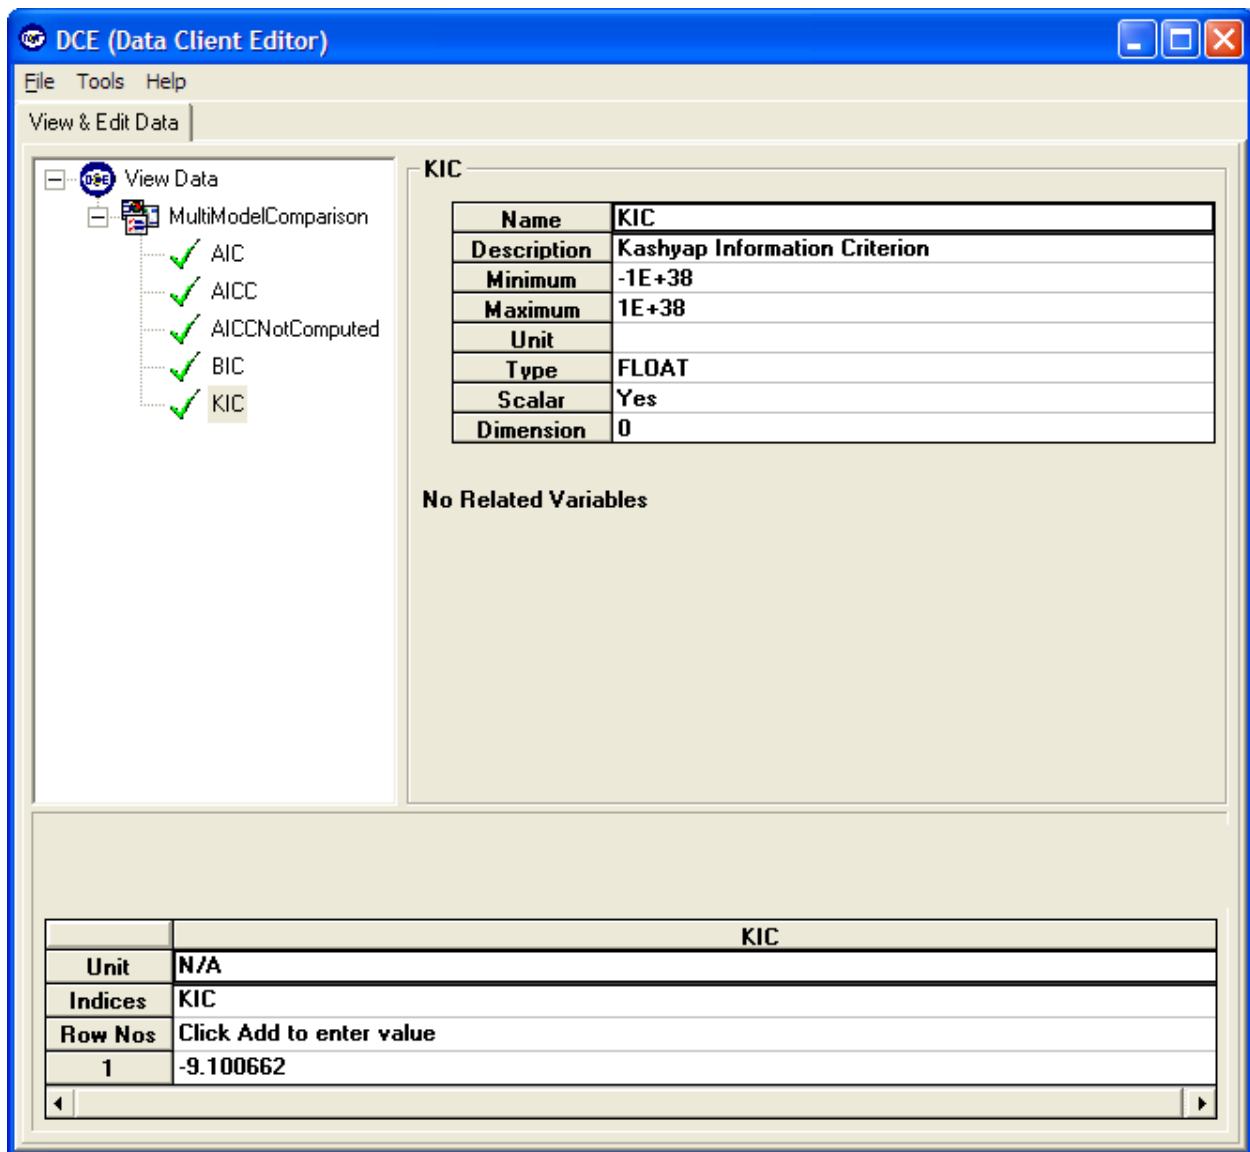 DCE (Data Client Editor)
File Tools Help
View & Edit Data
View Data
MultiModelComparison
AIC
AICC
AICCNotComputed
BIC
KIC
KIC
Name KIC
Description Kashyap Information Criterion
Minimum -1E+38
Maximum 1E+38
Unit
Type FLOAT
Scalar Yes
Dimension 0
No Related Variables
KIC
Unit N/A
Indices KIC
Row Nos Click Add to enter value
1 -9.100662